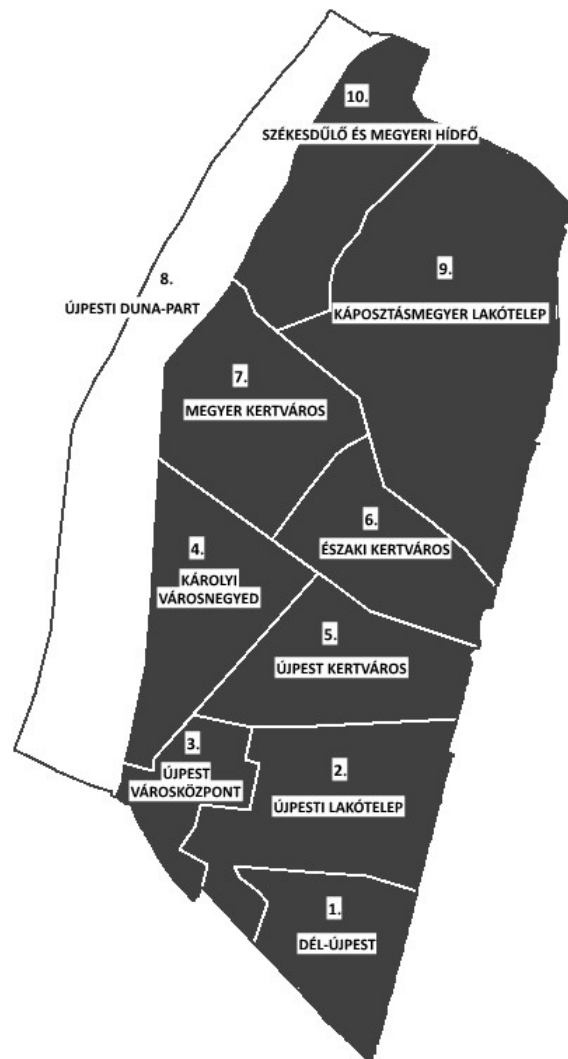 10.
SZÉKESDŰLŐ ÉS MEGYERI HÍDFŐ
9.
KÁPOSZTÁSMEGYER LAKÓTELEP
8.
ÚJPESTI DUNA-PART
7.
MEGYER KERTVÁROS
6.
ÉSZAKI KERTVÁROS
4.
KÁROLYI
VÁROSNEGYED
5.
ÚJPEST KERTVÁROS
3.
ÚJPEST
VÁROSKÖZPONT
2.
ÚJPESTI LAKÓTELEP
1.
DÉL-ÚJPEST